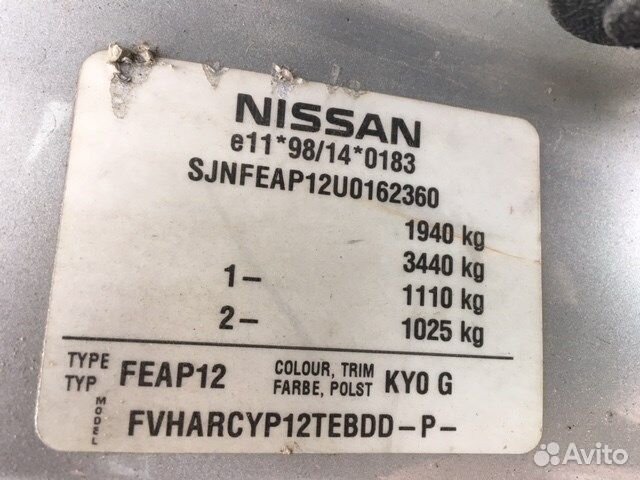 NISSAN
e11*98/14*0183
SJNFEAP12U0162360
1940 kg
3440 kg
1- 1110 kg
2- 1025 kg
TYPE TYP FEAP12 COLOUR, TRIM FARBE, POLST KY0 G
MODEL FVHARCYP12TEBDD-P-
Avito